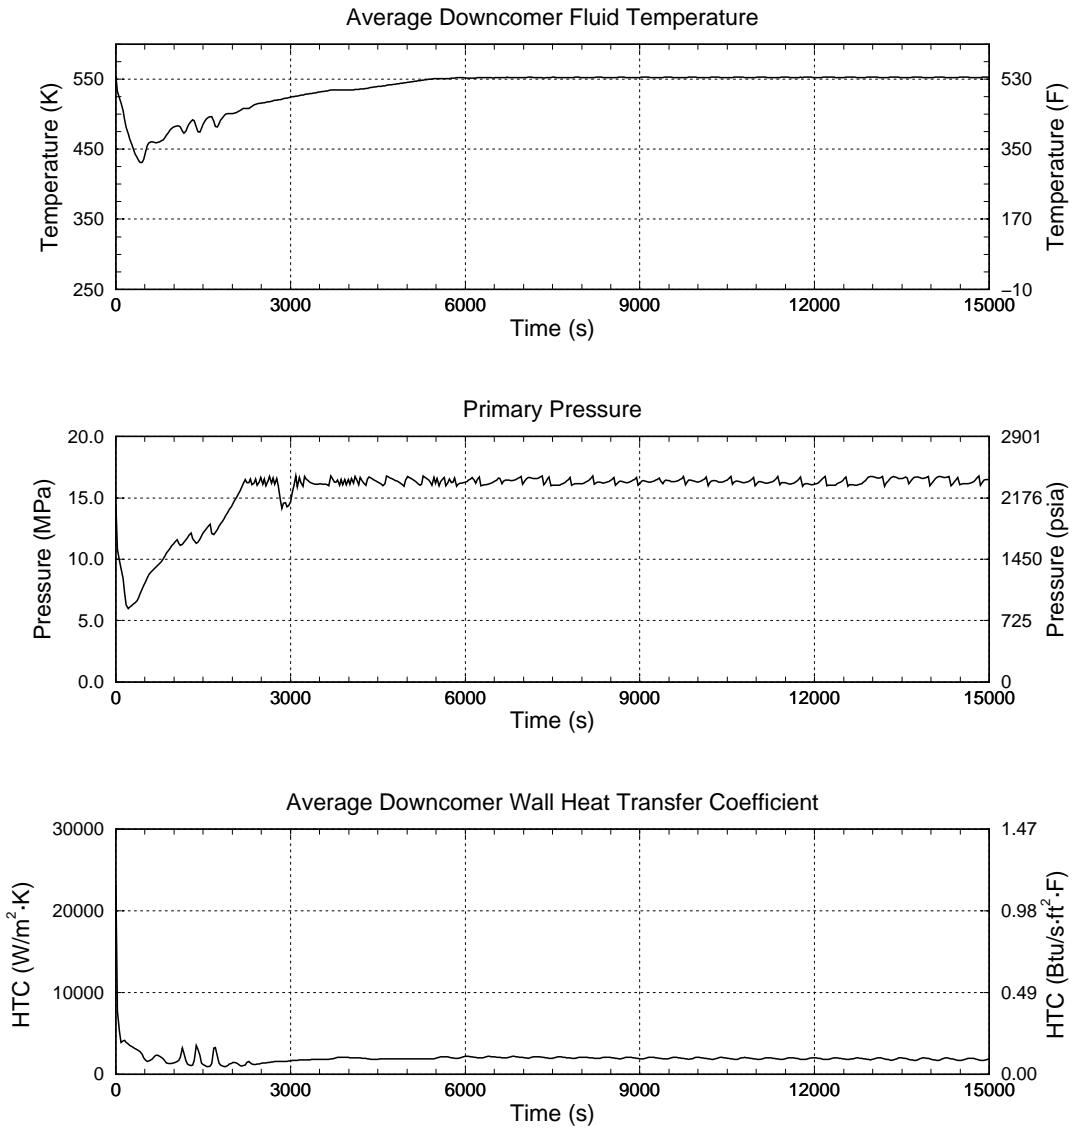 Average Downcomer Fluid Temperature
Temperature (K)
550
450
350
250
530
350
170
−10
Temperature (F)
0 3000 6000 9000 12000 15000
Time (s)
Primary Pressure
Pressure (MPa)
20.0
15.0
10.0
5.0
0.0
2901
2176
1450
725
0
Pressure (psia)
0 3000 6000 9000 12000 15000
Time (s)
Average Downcomer Wall Heat Transfer Coefficient
HTC (W/m²·K)
30000
20000
10000
0
1.47
0.98
0.49
0.00
HTC (Btu/s·ft²·F)
0 3000 6000 9000 12000 15000
Time (s)